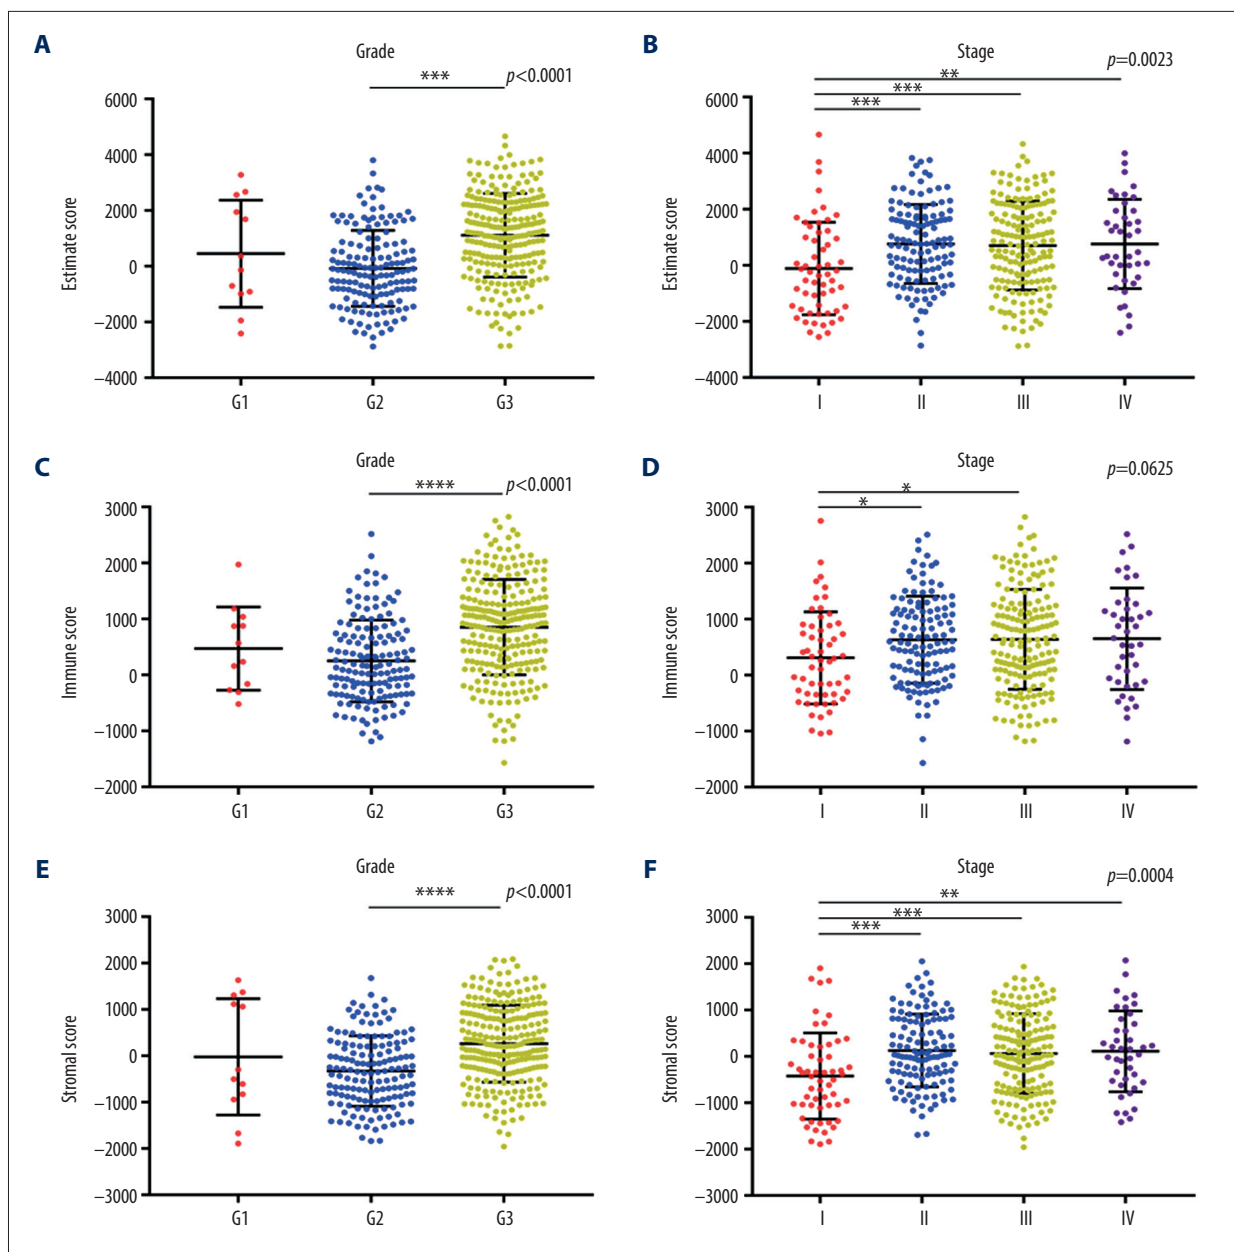 A
Grade
*** p<0.0001
Estimate score
6000
4000
2000
0
–2000
–4000
G1 G2 G3
B
Stage
p=0.0023
**
***
***
Estimate score
6000
4000
2000
0
–2000
–4000
I II III IV
C
Grade
**** p<0.0001
Immune score
3000
2000
1000
0
–1000
–2000
G1 G2 G3
D
Stage
p=0.0625
*
*
Immune score
3000
2000
1000
0
–1000
–2000
I II III IV
E
Grade
**** p<0.0001
Stromal score
3000
2000
1000
0
–1000
–2000
–3000
G1 G2 G3
F
Stage
p=0.0004
**
***
***
Stromal score
3000
2000
1000
0
–1000
–2000
–3000
I II III IV